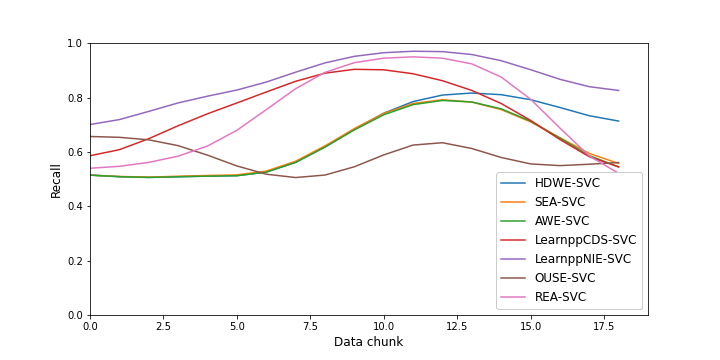 1.0
0.8
0.6
0.4
0.2
0.0
Recall
0.0 2.5 5.0 7.5 10.0 12.5 15.0 17.5
Data chunk
HDWE-SVC
SEA-SVC
AWE-SVC
LearnppCDS-SVC
LearnppNIE-SVC
OUSE-SVC
REA-SVC